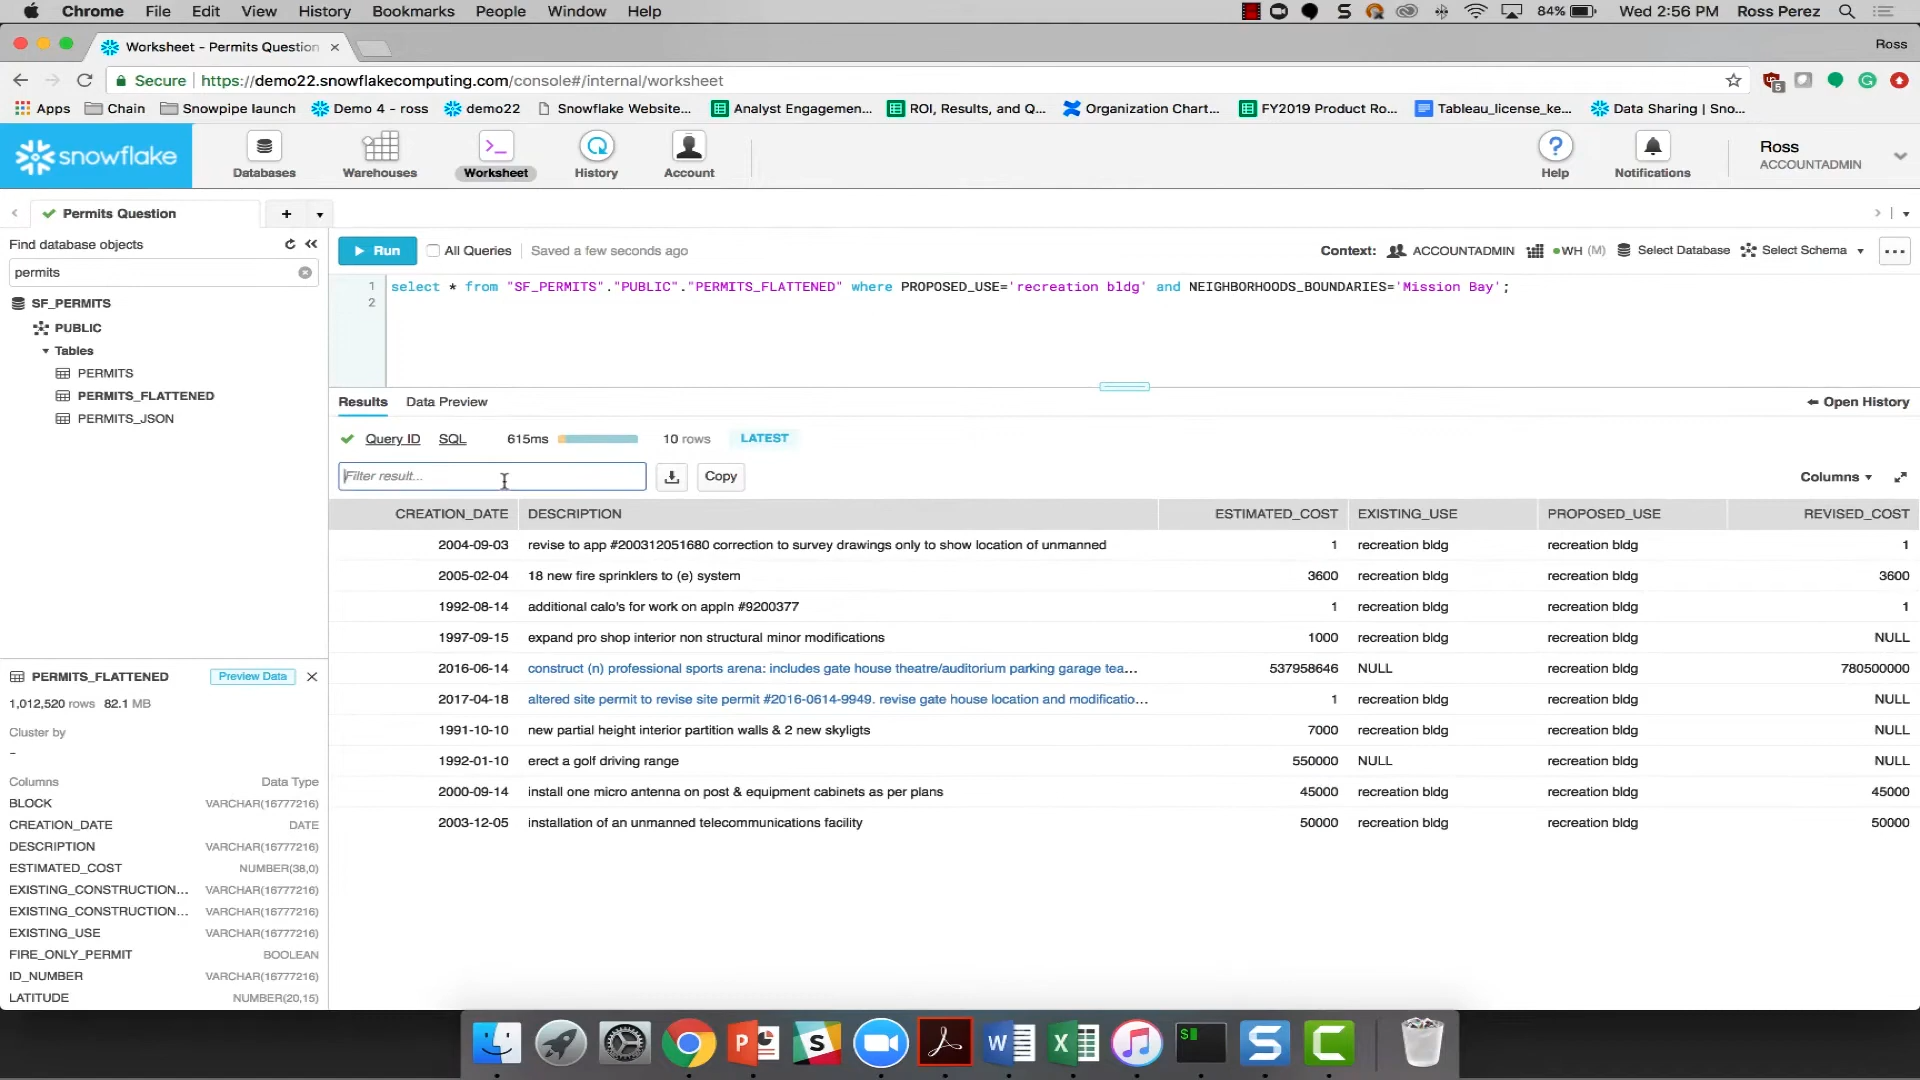 Chrome File Edit View History Bookmarks People Window Help 84% Wed 2:56 PM Ross Perez
Worksheet - Permits Question Ross
Secure https://demo22.snowflakecomputing.com/console#/internal/worksheet
Apps Chain Snowpipe launch Demo 4 - ross demo22 Snowflake Website... Analyst Engagemen... ROI, Results, and Q... Organization Chart... FY2019 Product Ro... Tableau_license_ke... Data Sharing | Sno...
snowflake Databases Warehouses Worksheet History Account Help Notifications Ross
ACCOUNTADMIN
Permits Question
Find database objects
permits
SF_PERMITS
PUBLIC
Tables
PERMITS
PERMITS_FLATTENED
PERMITS_JSON
Run All Queries Saved a few seconds ago Context: ACCOUNTADMIN WH (M) Select Database Select Schema
1 select * from "SF_PERMITS"."PUBLIC"."PERMITS_FLATTENED" where PROPOSED_USE='recreation bldg' and NEIGHBORHOODS_BOUNDARIES='Mission Bay';
2
Results Data Preview Open History
Query ID SQL 615ms 10 rows LATEST
Filter result... Copy Columns
CREATION_DATE DESCRIPTION ESTIMATED_COST EXISTING_USE PROPOSED_USE REVISED_COST
2004-09-03 revise to app #200312051680 correction to survey drawings only to show location of unmanned 1 recreation bldg recreation bldg 1
2005-02-04 18 new fire sprinklers to (e) system 3600 recreation bldg recreation bldg 3600
1992-08-14 additional calo's for work on appln #9200377 1 recreation bldg recreation bldg 1
1997-09-15 expand pro shop interior non structural minor modifications 1000 recreation bldg recreation bldg NULL
2016-06-14 construct (n) professional sports arena: includes gate house theatre/auditorium parking garage tea... 537958646 NULL recreation bldg 780500000
2017-04-18 altered site permit to revise site permit #2016-0614-9949. revise gate house location and modificatio... 1 recreation bldg recreation bldg NULL
1991-10-10 new partial height interior partition walls & 2 new skyligts 7000 recreation bldg recreation bldg NULL
1992-01-10 erect a golf driving range 550000 NULL recreation bldg NULL
2000-09-14 install one micro antenna on post & equipment cabinets as per plans 45000 recreation bldg recreation bldg 45000
2003-12-05 installation of an unmanned telecommunications facility 50000 recreation bldg recreation bldg 50000
PERMITS_FLATTENED Preview Data
1,012,520 rows 82.1 MB
Cluster by
–
Columns Data Type
BLOCK VARCHAR(16777216)
CREATION_DATE DATE
DESCRIPTION VARCHAR(16777216)
ESTIMATED_COST NUMBER(38,0)
EXISTING_CONSTRUCTION... VARCHAR(16777216)
EXISTING_CONSTRUCTION... VARCHAR(16777216)
EXISTING_USE VARCHAR(16777216)
FIRE_ONLY_PERMIT BOOLEAN
ID_NUMBER VARCHAR(16777216)
LATITUDE NUMBER(20,15)